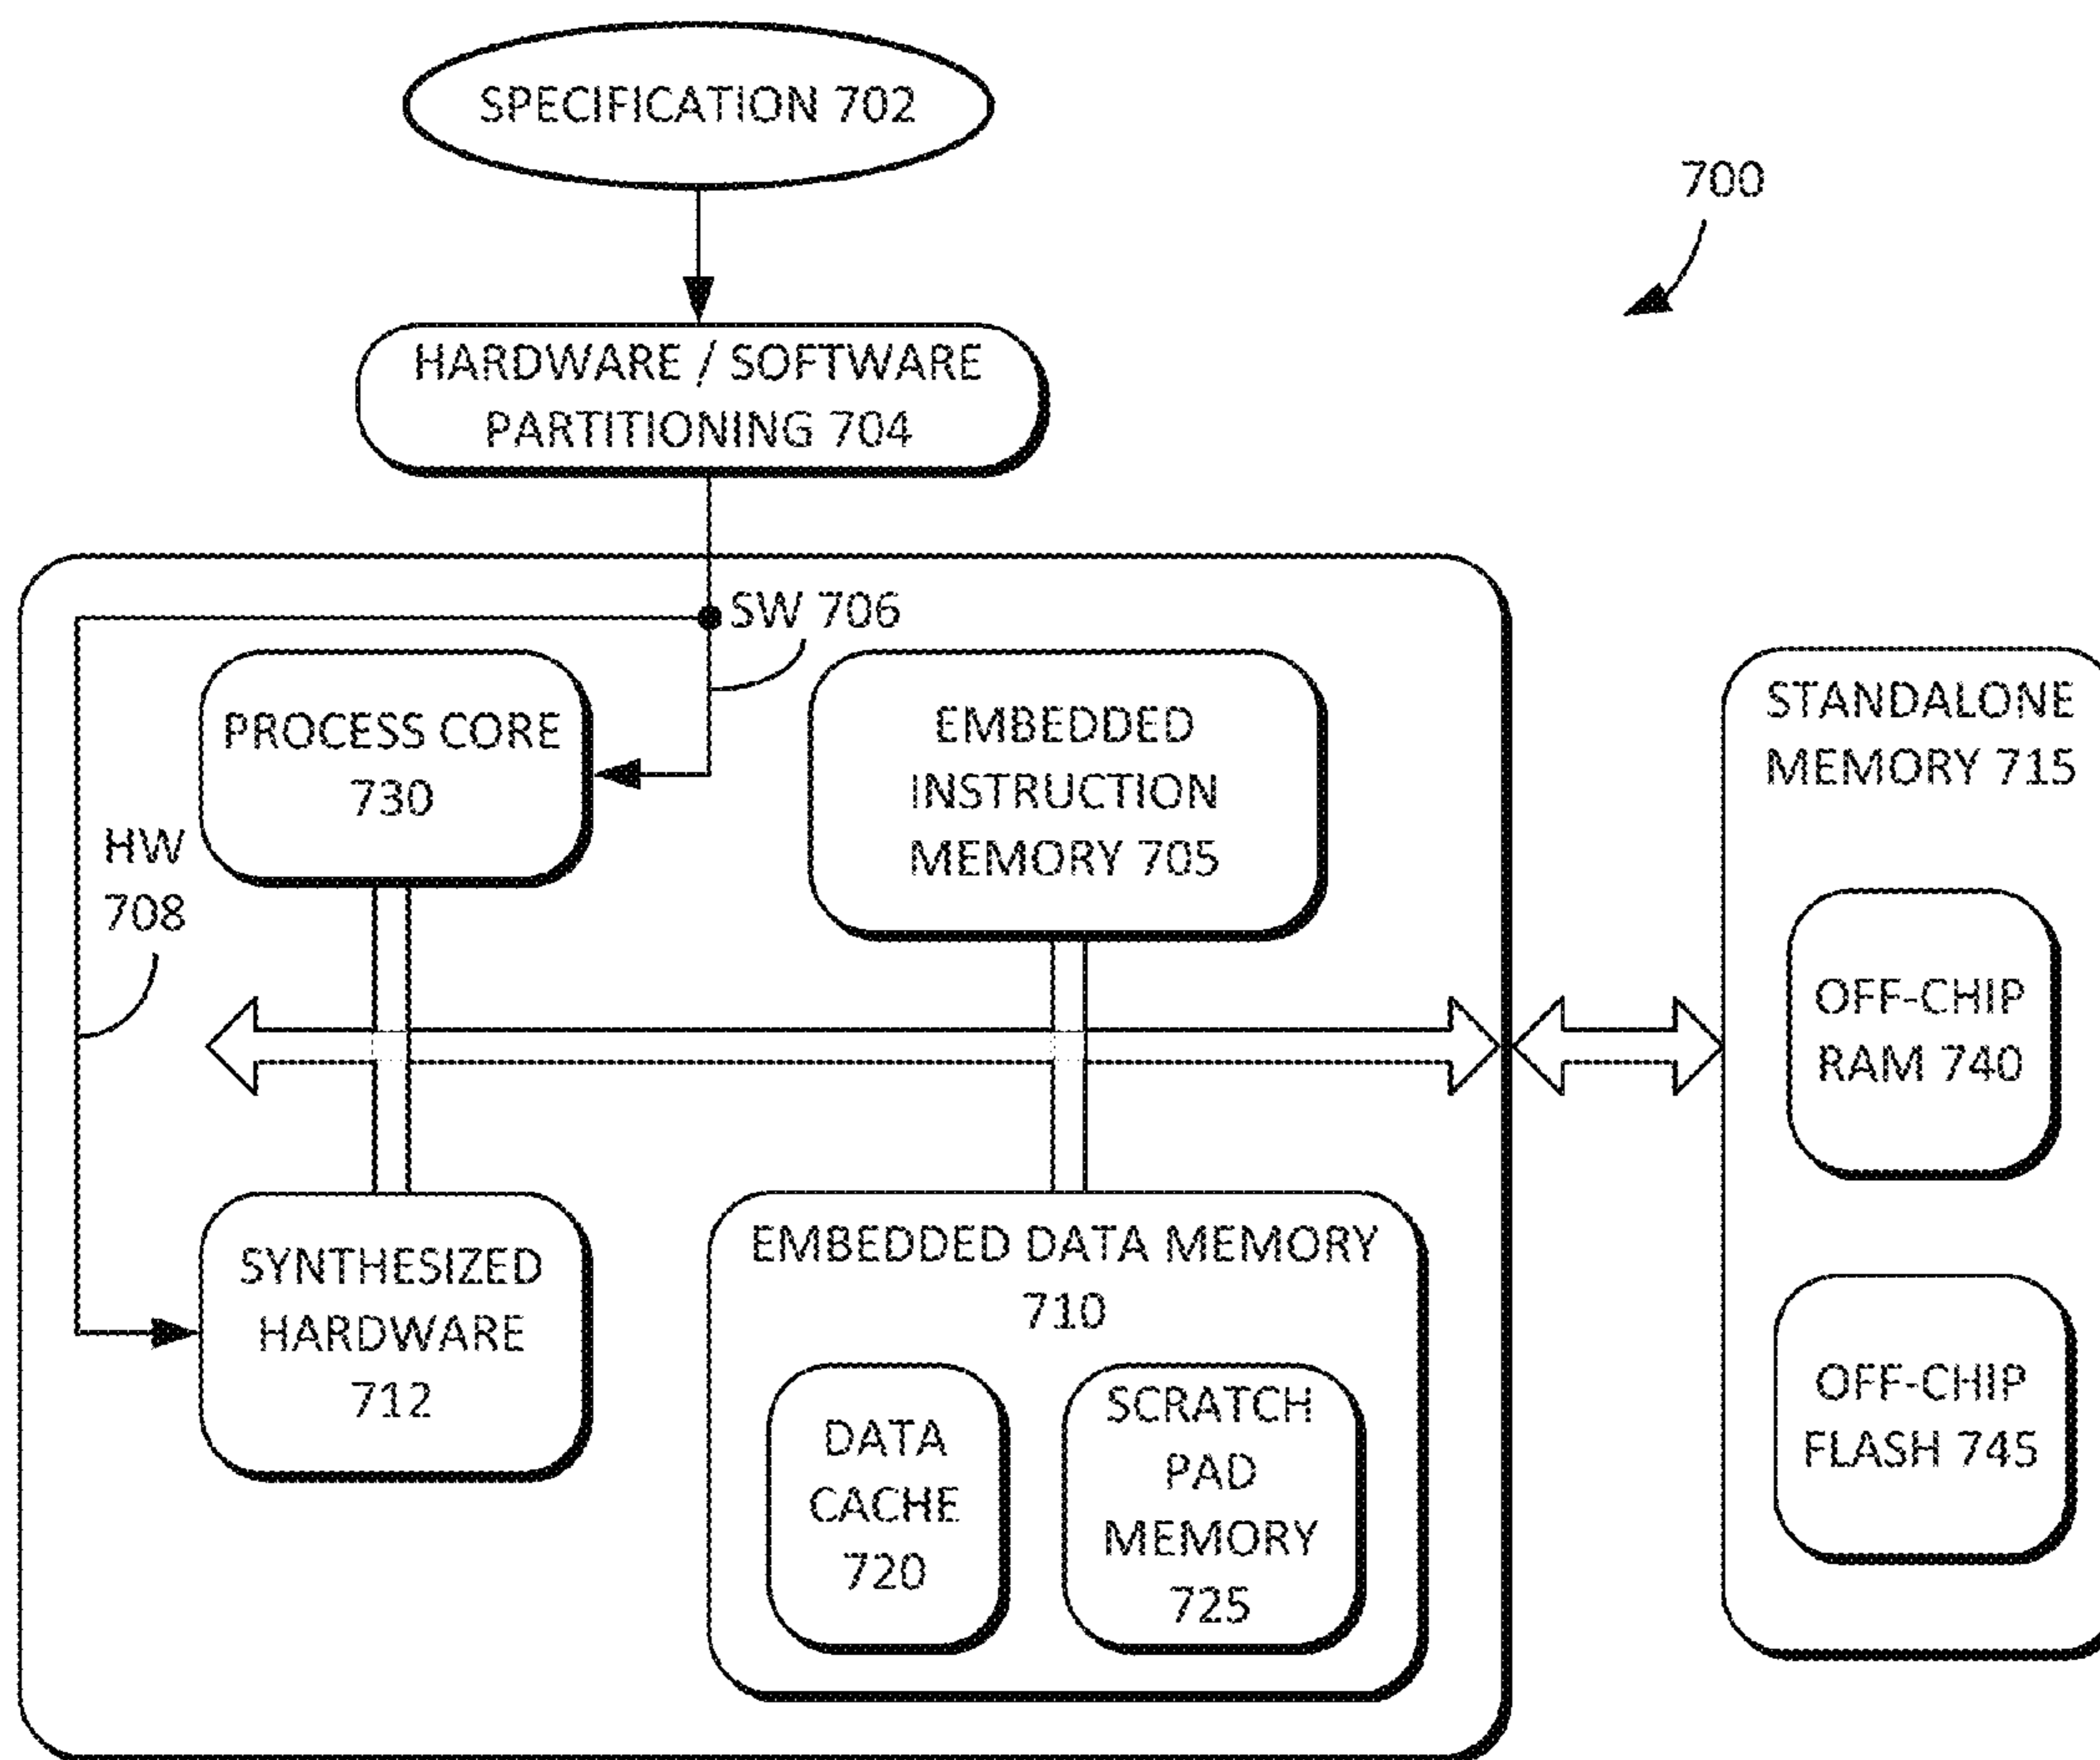 SPECIFICATION 702
700
HARDWARE / SOFTWARE
PARTITIONING 704
SW 706
PROCESS CORE
730
EMBEDDED
INSTRUCTION
MEMORY 705
STANDALONE
MEMORY 715
HW
708
OFF-CHIP
RAM 740
SYNTHESIZED
HARDWARE
712
EMBEDDED DATA MEMORY
710
DATA
CACHE
720
SCRATCH
PAD
MEMORY
725
OFF-CHIP
FLASH 745